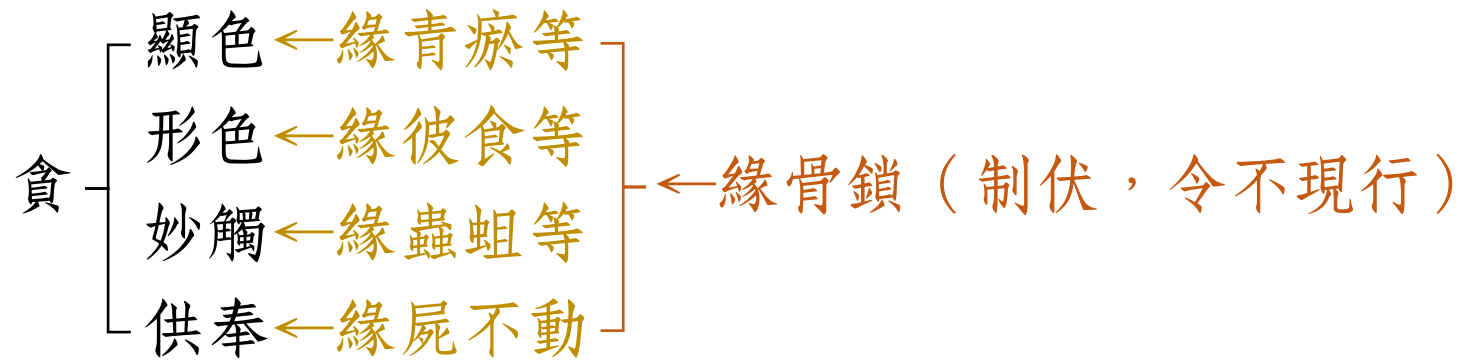 顯色←緣青瘀等
形色←緣彼食等
貪
←緣骨鎖（制伏，令不現行）
妙觸←緣蟲蛆等
供奉←緣屍不動